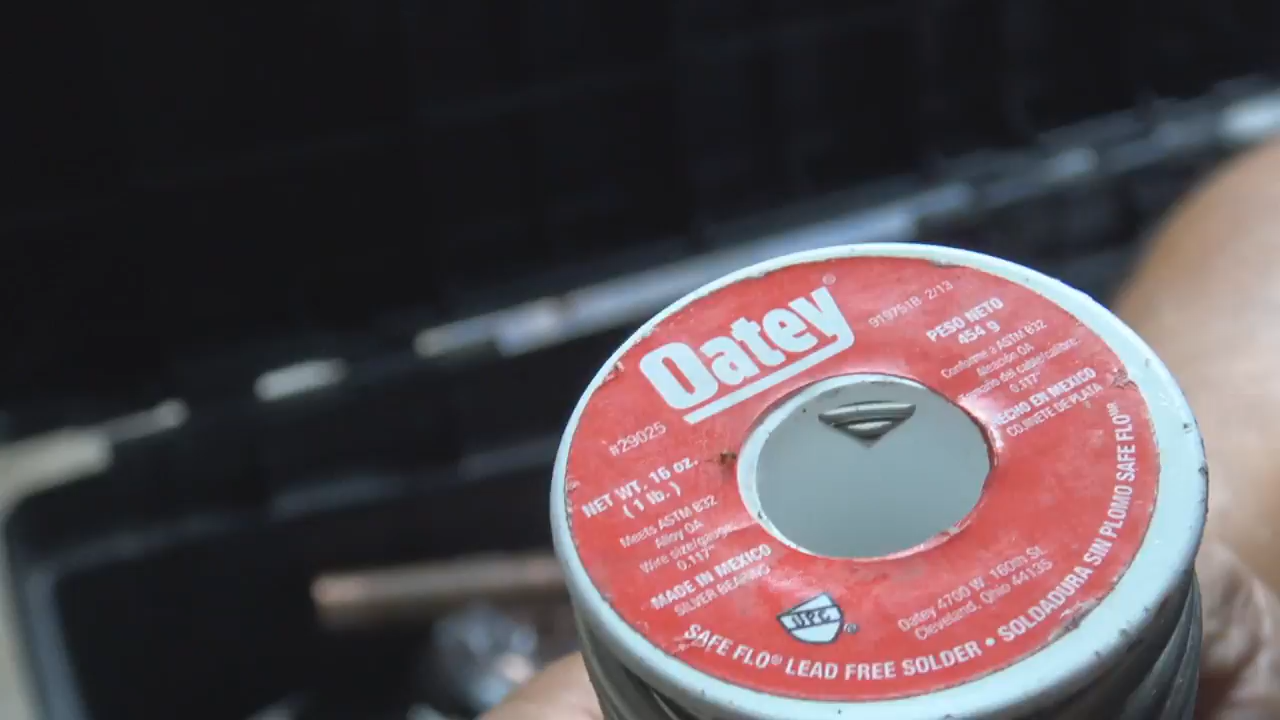 Oatey®
#29025
NET WT. 16 oz.
(1 lb.)
Meets ASTM B32
Alloy OA
Wire size/gauge:
0.117"
MADE IN MEXICO
SILVER BEARING
919751B 2/13
PESO NETO
454 g
Conforme a ASTM B32
Aleación OA
del cable/calibre:
0.117"
HECHO EN MEXICO
COJINETE DE PLATA
UPC®
Oatey 4700 W. 160th St.
Cleveland, Ohio 44135
SAFE FLO® LEAD FREE SOLDER • SOLDADURA SIN PLOMO SAFE FLO